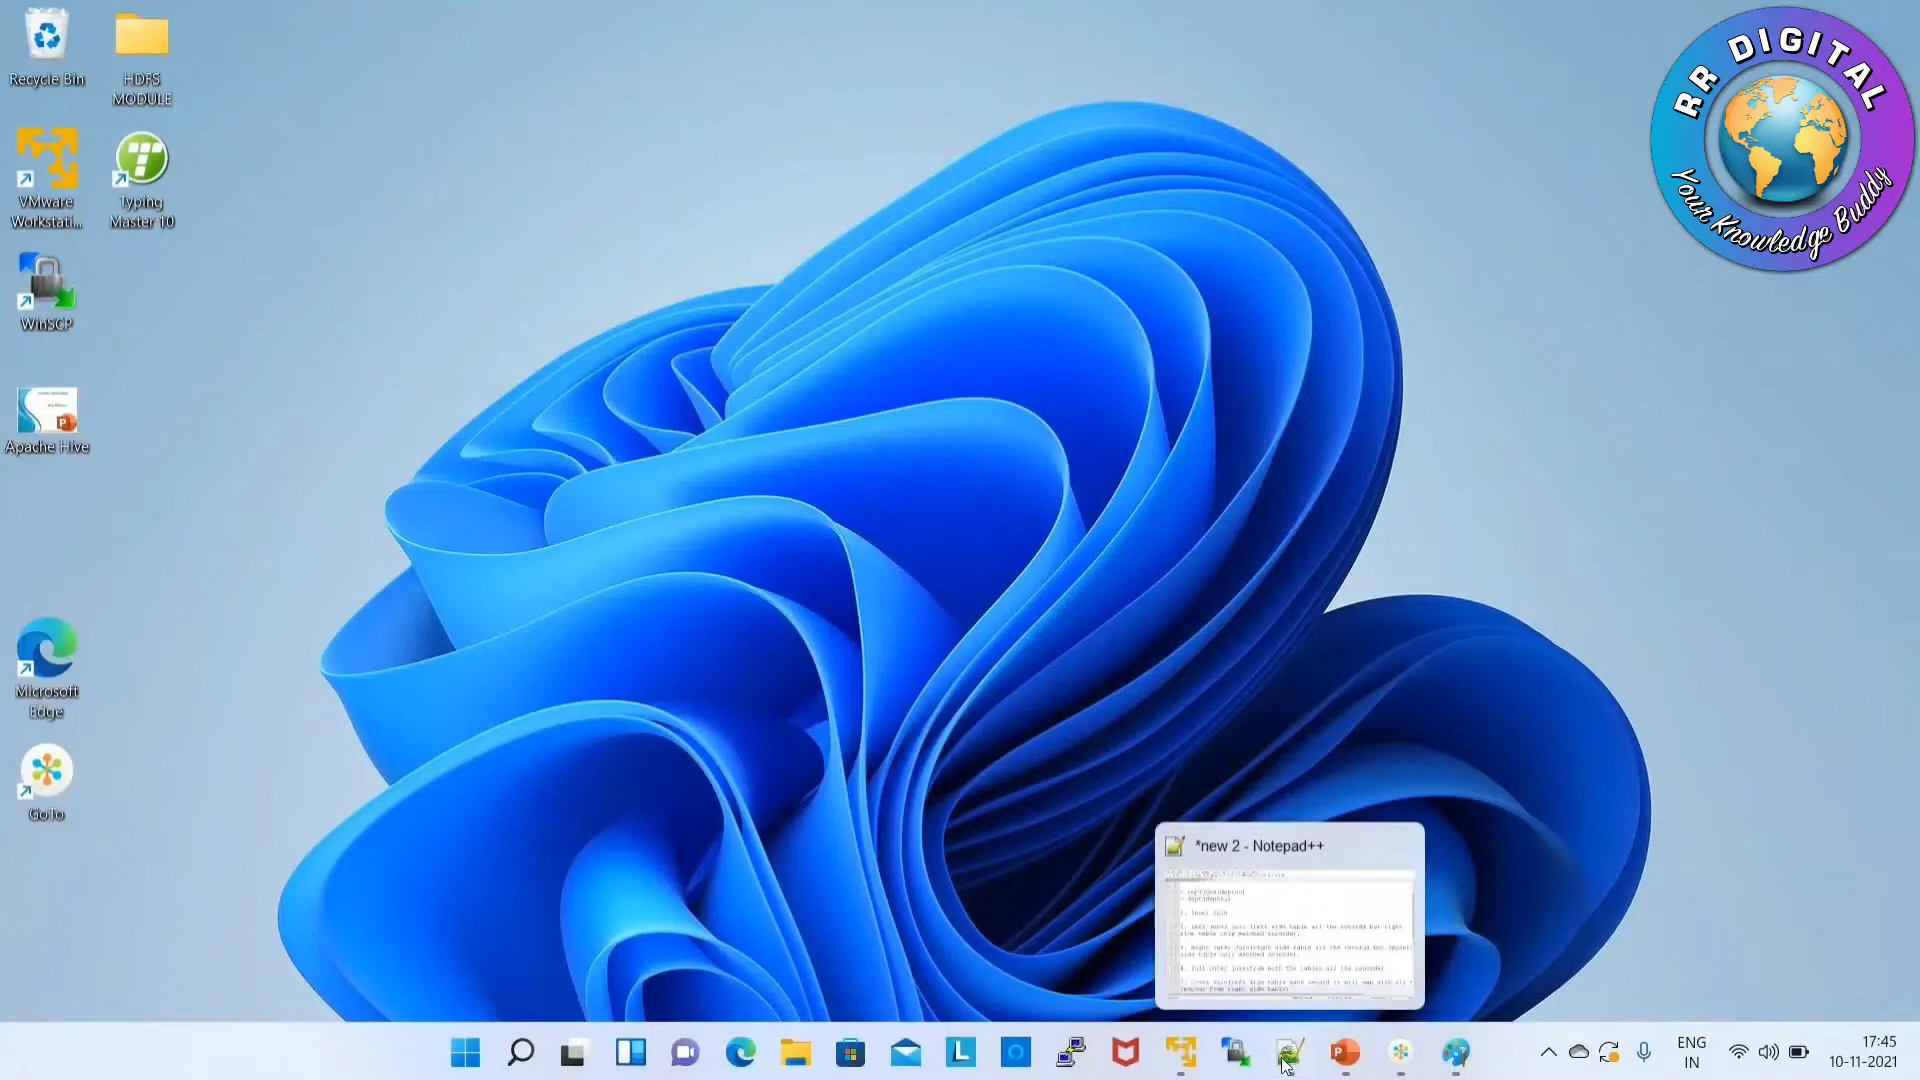 Recycle Bin
HDFS
MODULE
VMware
Workstati...
Typing
Master 10
WinSCP
Apache Hive
Microsoft
Edge
GoTo
RR DIGITAL
Your Knowledge Buddy
*new 2 - Notepad++
ENG
IN
17:45
10-11-2021